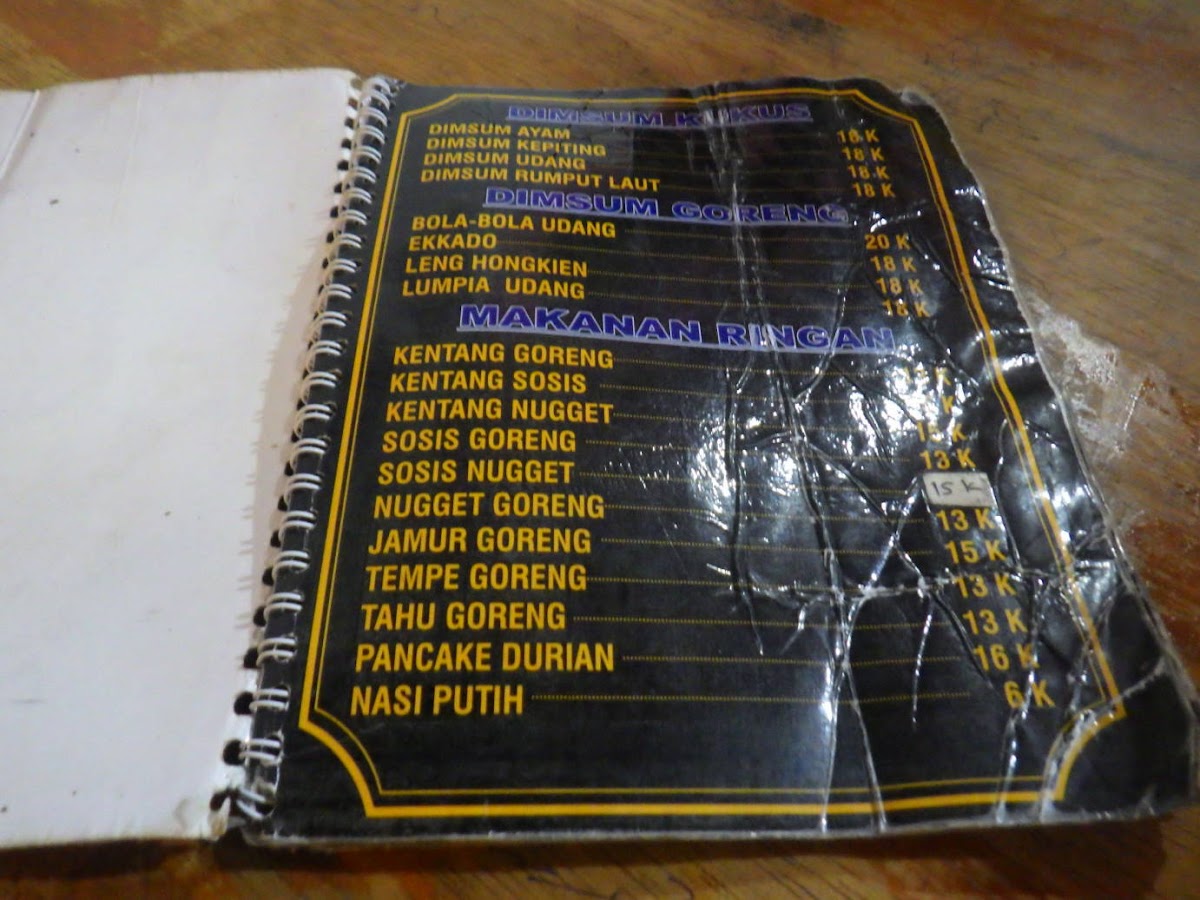 DIMSUM KUKUS
DIMSUM AYAM 18 K
DIMSUM KEPITING 18 K
DIMSUM UDANG 18 K
DIMSUM RUMPUT LAUT 18 K
DIMSUM GORENG
BOLA-BOLA UDANG 20 K
EKKADO 18 K
LENG HONGKIEN 18 K
LUMPIA UDANG 18 K
MAKANAN RINGAN
KENTANG GORENG K
KENTANG SOSIS K
KENTANG NUGGET K
SOSIS GORENG 13 K
SOSIS NUGGET 15 K
NUGGET GORENG 13 K
JAMUR GORENG 15 K
TEMPE GORENG 13 K
TAHU GORENG 13 K
PANCAKE DURIAN 16 K
NASI PUTIH 6 K